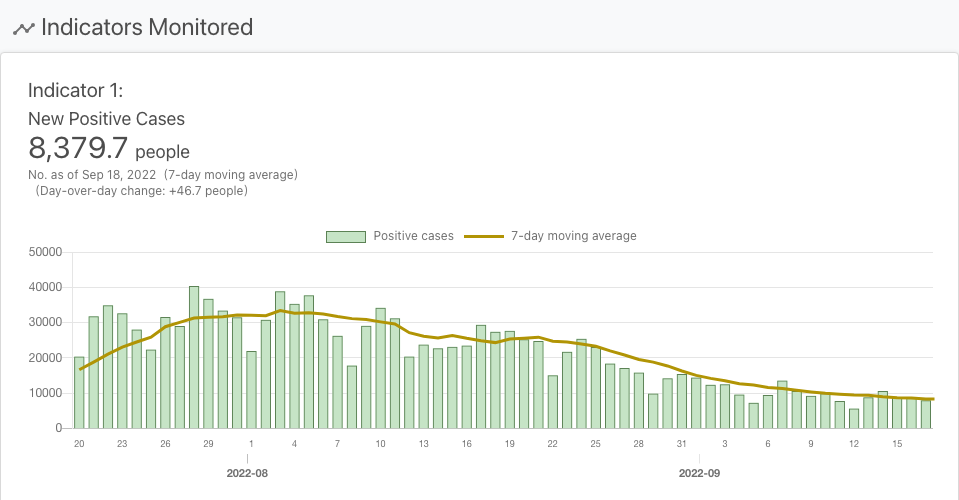 Indicators Monitored
Indicator 1:
New Positive Cases
8,379.7 people
No. as of Sep 18, 2022 (7-day moving average)
(Day-over-day change: +46.7 people)
Positive cases 7-day moving average
50000
40000
30000
20000
10000
0
20 23 26 29 1 4 7 10 13 16 19 22 25 28 31 3 6 9 12 15
2022-08 2022-09